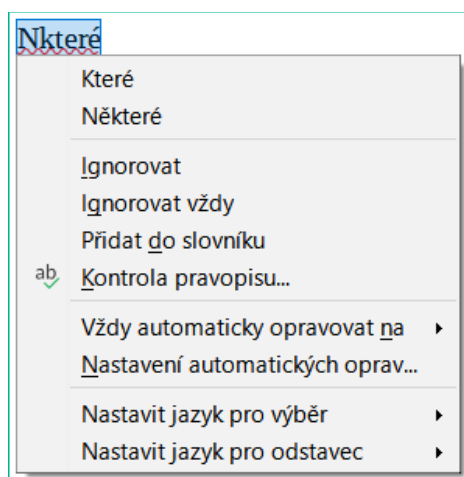 Nkteré
Které
Některé
Ignorovat
Ignorovat vždy
Přidat do slovníku
Kontrola pravopisu...
Vždy automaticky opravovat na
Nastavení automatických oprav...
Nastavit jazyk pro výběr
Nastavit jazyk pro odstavec